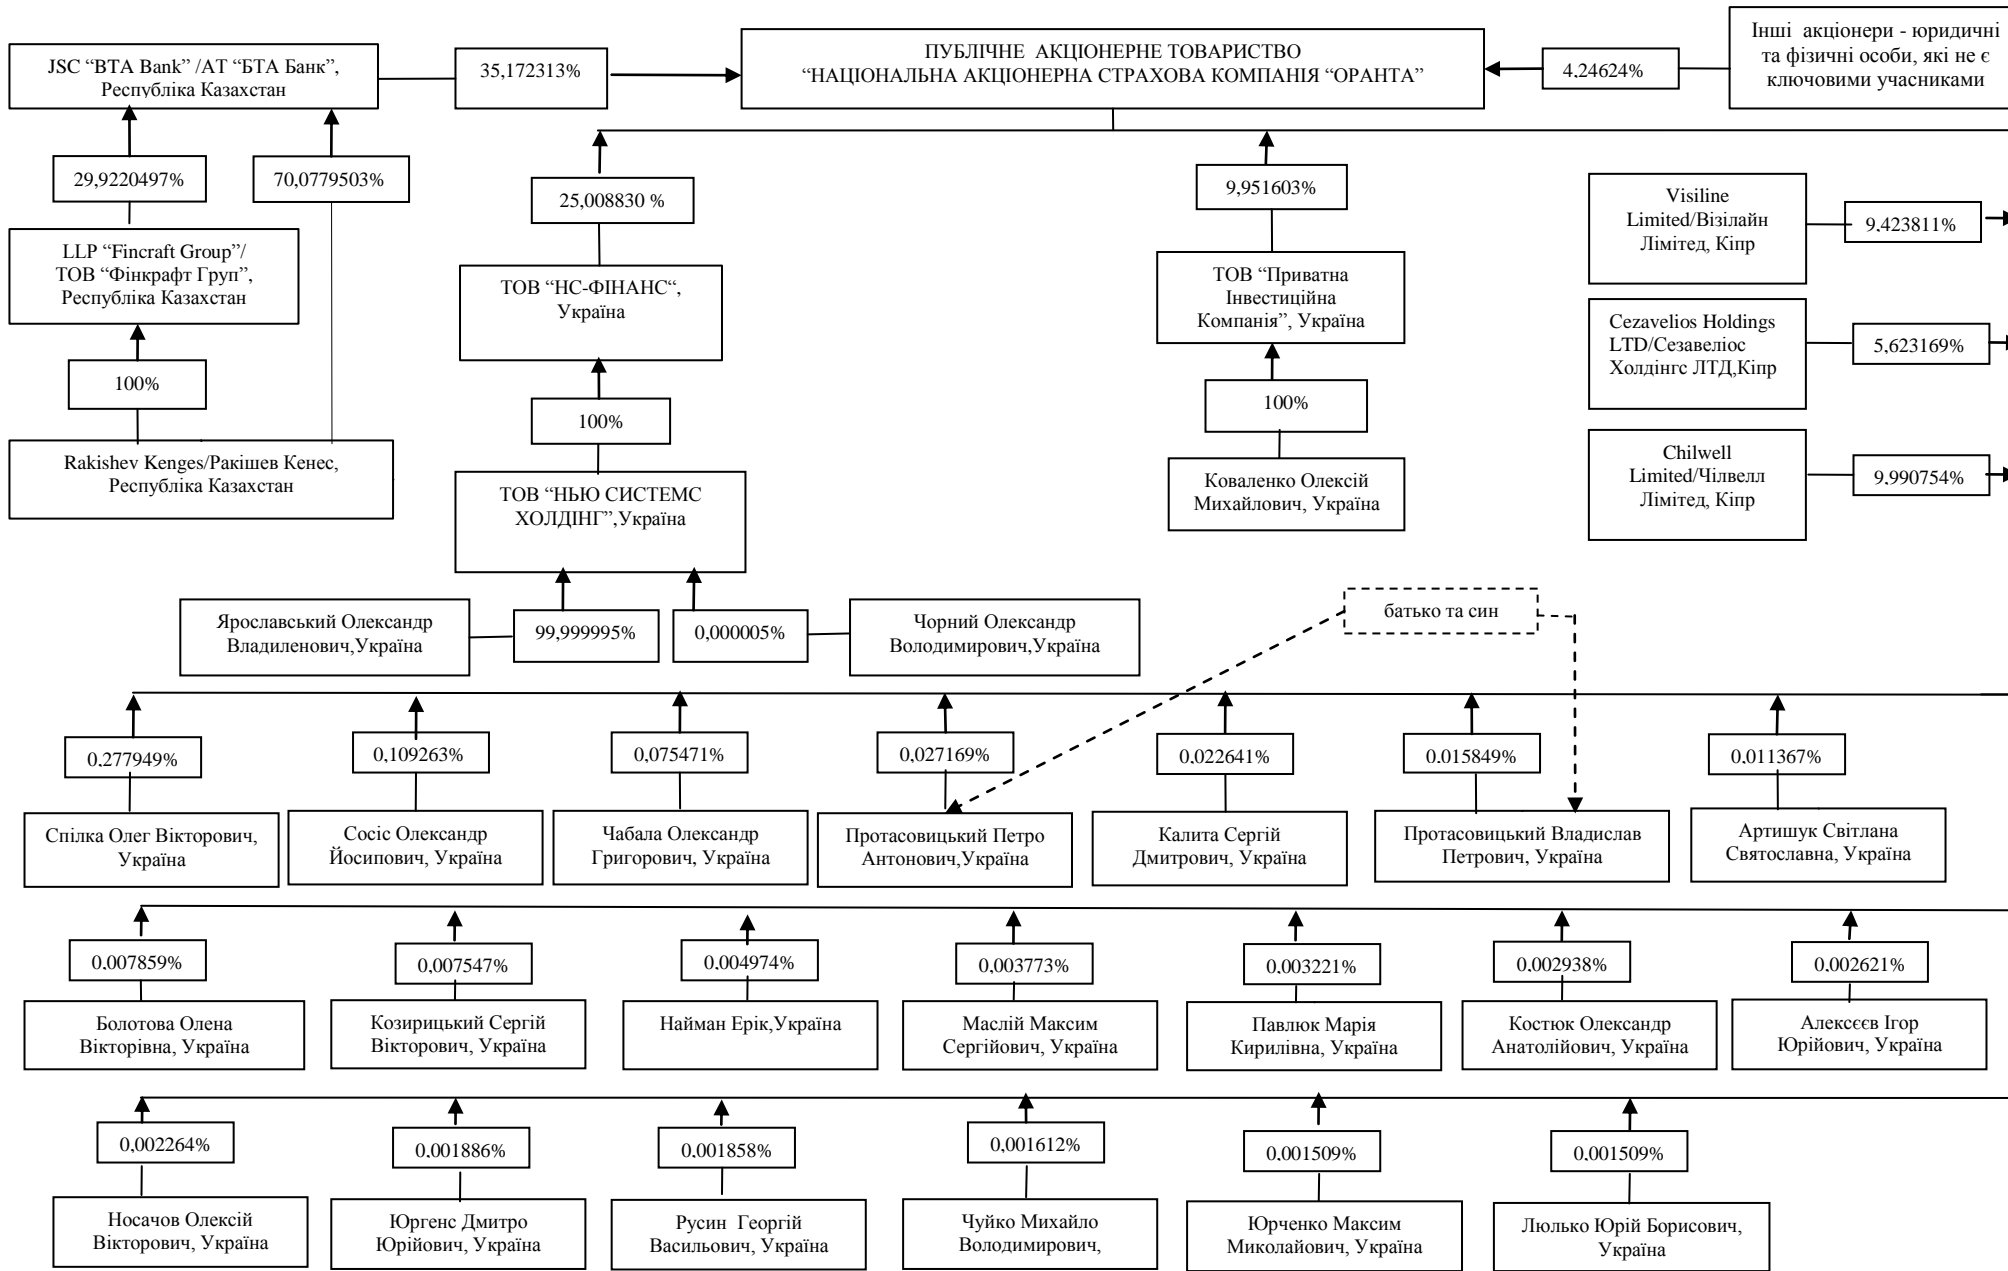 JSC “BTA Bank” /АТ “БТА Банк”,
Республіка Казахстан
35,172313%
ПУБЛІЧНЕ АКЦІОНЕРНЕ ТОВАРИСТВО
“НАЦІОНАЛЬНА АКЦІОНЕРНА СТРАХОВА КОМПАНІЯ “ОРАНТА”
4,24624%
Інші акціонери - юридичні
та фізичні особи, які не є
ключовими учасниками
29,9220497%
70,0779503%
25,008830 %
9,951603%
Visiline
Limited/Візілайн
Лімітед, Кіпр
9,423811%
LLP “Fincraft Group”/
ТОВ “Фінкрафт Груп”,
Республіка Казахстан
ТОВ “НС-ФІНАНС“,
Україна
ТОВ “Приватна
Інвестиційна
Компанія”, Україна
Cezavelios Holdings
LTD/Сезавеліос
Холдінгс ЛТД,Кіпр
5,623169%
100%
100%
100%
Rakishev Kenges/Ракішев Кенес,
Республіка Казахстан
ТОВ “НЬЮ СИСТЕМС
ХОЛДІНГ”,Україна
Коваленко Олексій
Михайлович, Україна
Chilwell
Limited/Чілвелл
Лімітед, Кіпр
9,990754%
Ярославський Олександр
Владиленович,Україна
99,999995%
0,000005%
Чорний Олександр
Володимирович,Україна
батько та син
0,277949%
0,109263%
0,075471%
0,027169%
0,022641%
0,015849%
0,011367%
Спілка Олег Вікторович,
Україна
Сосіс Олександр
Йосипович, Україна
Чабала Олександр
Григорович, Україна
Протасовицький Петро
Антонович,Україна
Калита Сергій
Дмитрович, Україна
Протасовицький Владислав
Петрович, Україна
Артишук Світлана
Святославна, Україна
0,007859%
0,007547%
0,004974%
0,003773%
0,003221%
0,002938%
0,002621%
Болотова Олена
Вікторівна, Україна
Козирицький Сергій
Вікторович, Україна
Найман Ерік,Україна
Маслій Максим
Сергійович, Україна
Павлюк Марія
Кирилівна, Україна
Костюк Олександр
Анатолійович, Україна
Алексєєв Ігор
Юрійович, Україна
0,002264%
0,001886%
0,001858%
0,001612%
0,001509%
0,001509%
Носачов Олексій
Вікторович, Україна
Юргенс Дмитро
Юрійович, Україна
Русин Георгій
Васильович, Україна
Чуйко Михайло
Володимирович,
Юрченко Максим
Миколайович, Україна
Люлько Юрій Борисович,
Україна